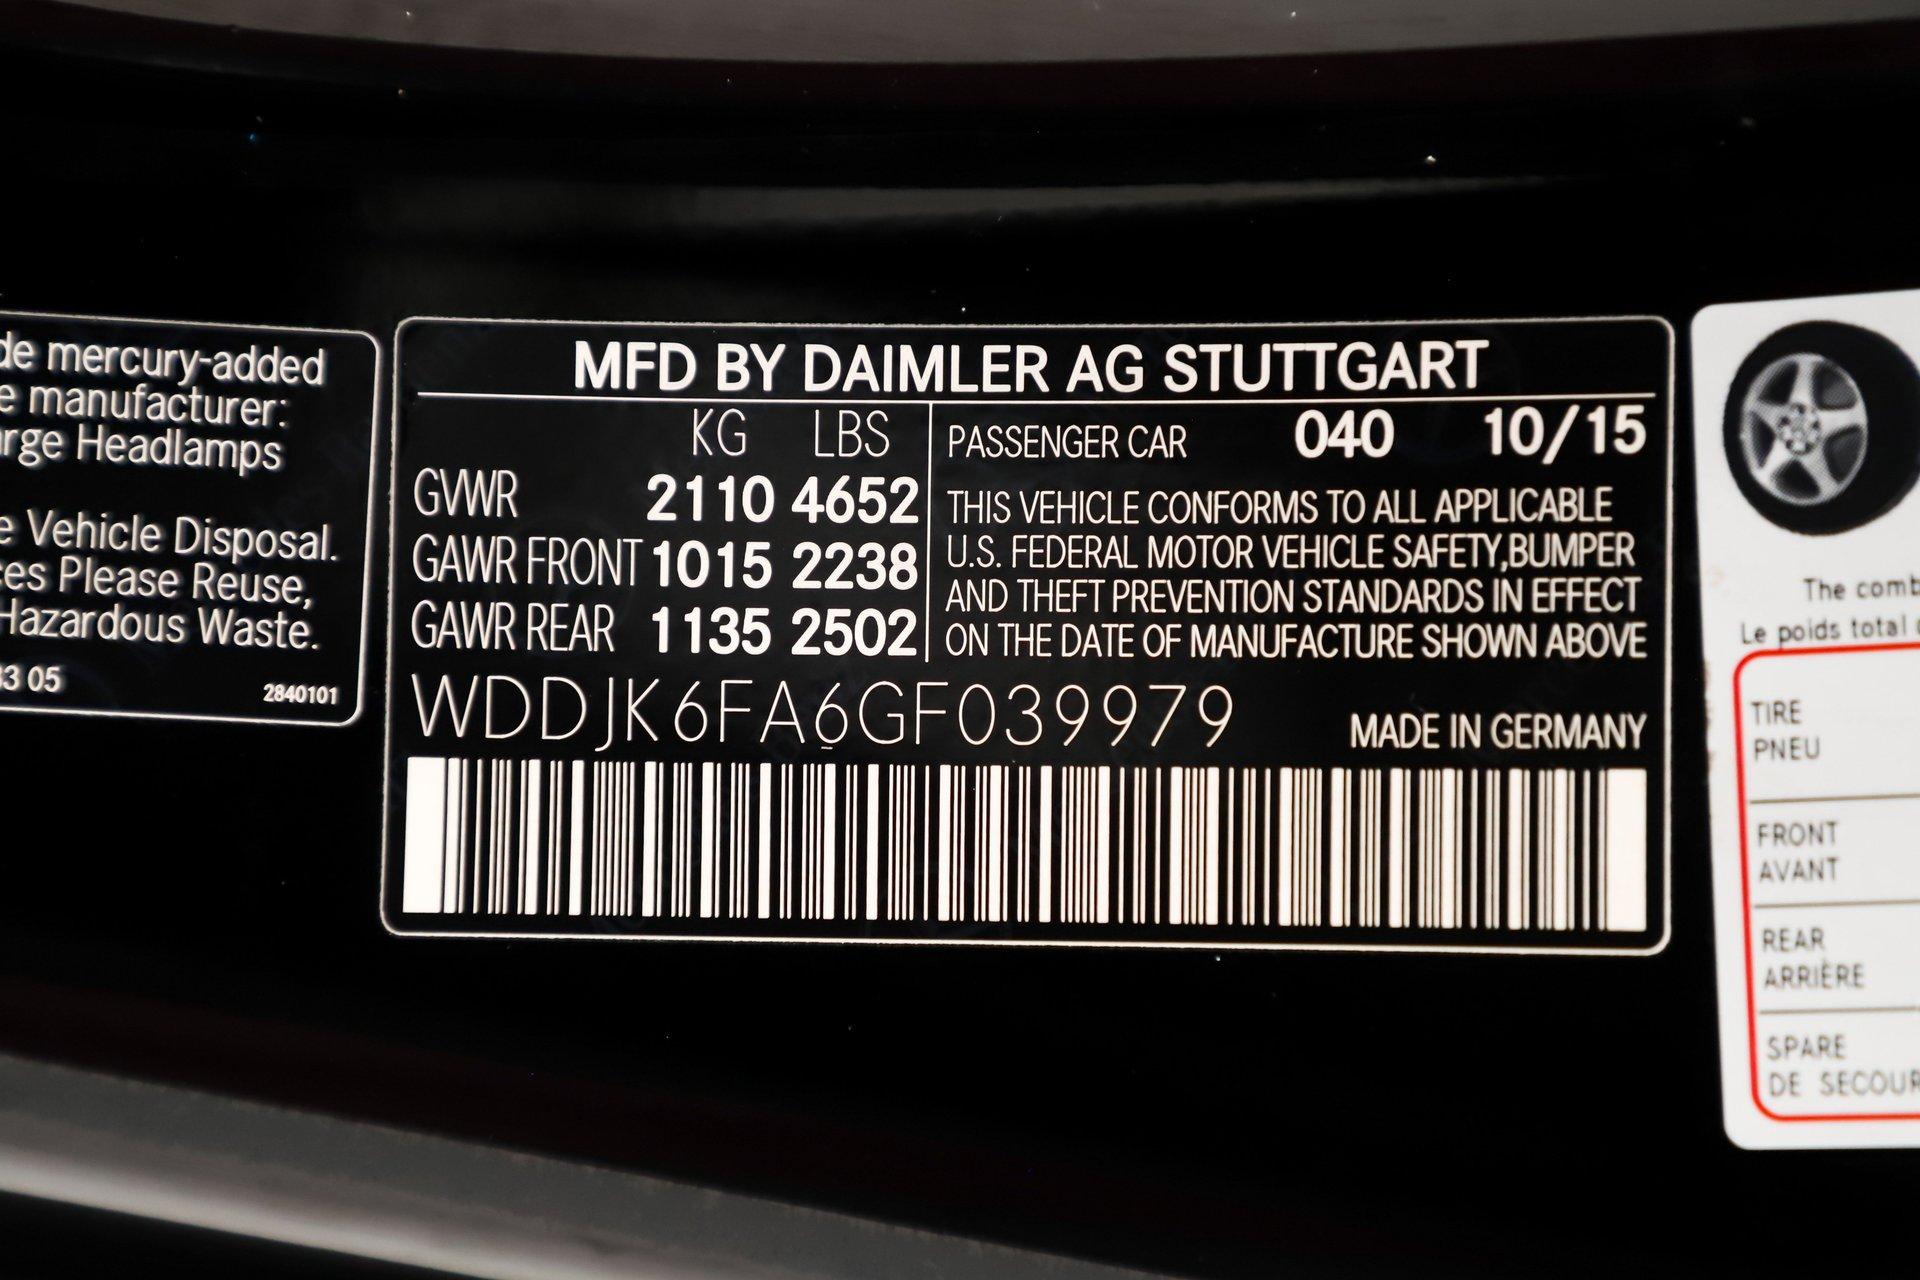 de mercury-added
e manufacturer:
arge Headlamps
e Vehicle Disposal.
ces Please Reuse,
Hazardous Waste.
33 05 2840101
MFD BY DAIMLER AG STUTTGART
KG LBS
GVWR 2110 4652
GAWR FRONT 1015 2238
GAWR REAR 1135 2502
PASSENGER CAR 040 10/15
THIS VEHICLE CONFORMS TO ALL APPLICABLE
U.S. FEDERAL MOTOR VEHICLE SAFETY,BUMPER
AND THEFT PREVENTION STANDARDS IN EFFECT
ON THE DATE OF MANUFACTURE SHOWN ABOVE
WDDJK6FA6GF039979
MADE IN GERMANY
The comb
Le poids total
TIRE
PNEU
FRONT
AVANT
REAR
ARRIÈRE
SPARE
DE SECOUR